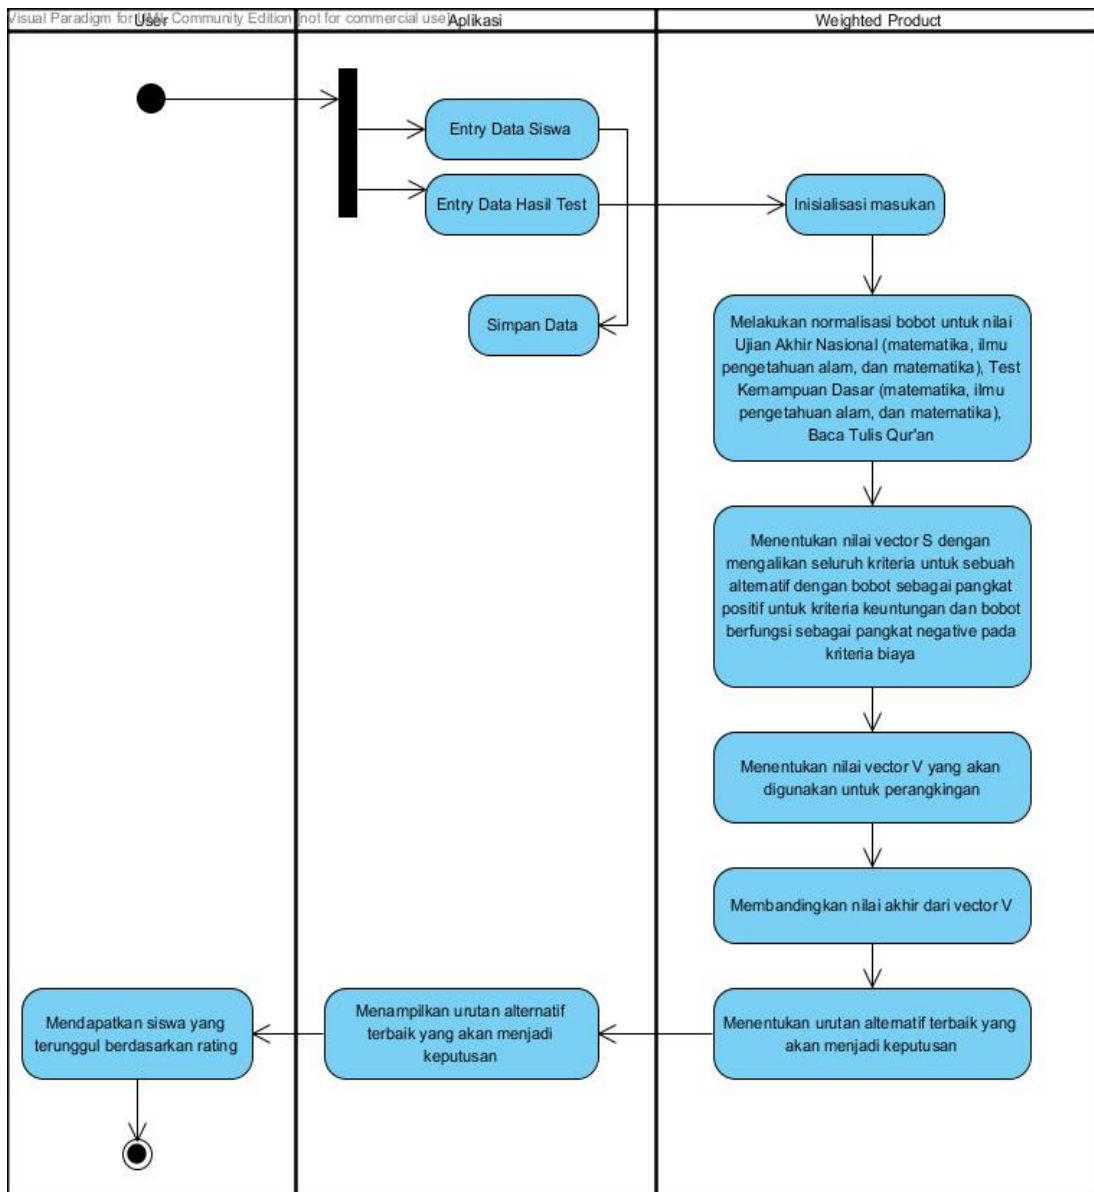 Visual Paradigm for UML Community Edition [not for commercial use]
User
Aplikasi
Weighted Product
Entry Data Siswa
Entry Data Hasil Test
Inisialisasi masukan
Simpan Data
Melakukan normalisasi bobot untuk nilai
Ujian Akhir Nasional (matematika, ilmu
pengetahuan alam, dan matematika), Test
Kemampuan Dasar (matematika, ilmu
pengetahuan alam, dan matematika),
Baca Tulis Qur'an
Menentukan nilai vector S dengan
mengalikan seluruh kriteria untuk sebuah
alternatif dengan bobot sebagai pangkat
positif untuk kriteria keuntungan dan bobot
berfungsi sebagai pangkat negative pada
kriteria biaya
Menentukan nilai vector V yang akan
digunakan untuk perangkingan
Membandingkan nilai akhir dari vector V
Mendapatkan siswa yang
terunggul berdasarkan rating
Menampilkan urutan alternatif
terbaik yang akan menjadi
keputusan
Menentukan urutan alternatif terbaik yang
akan menjadi keputusan